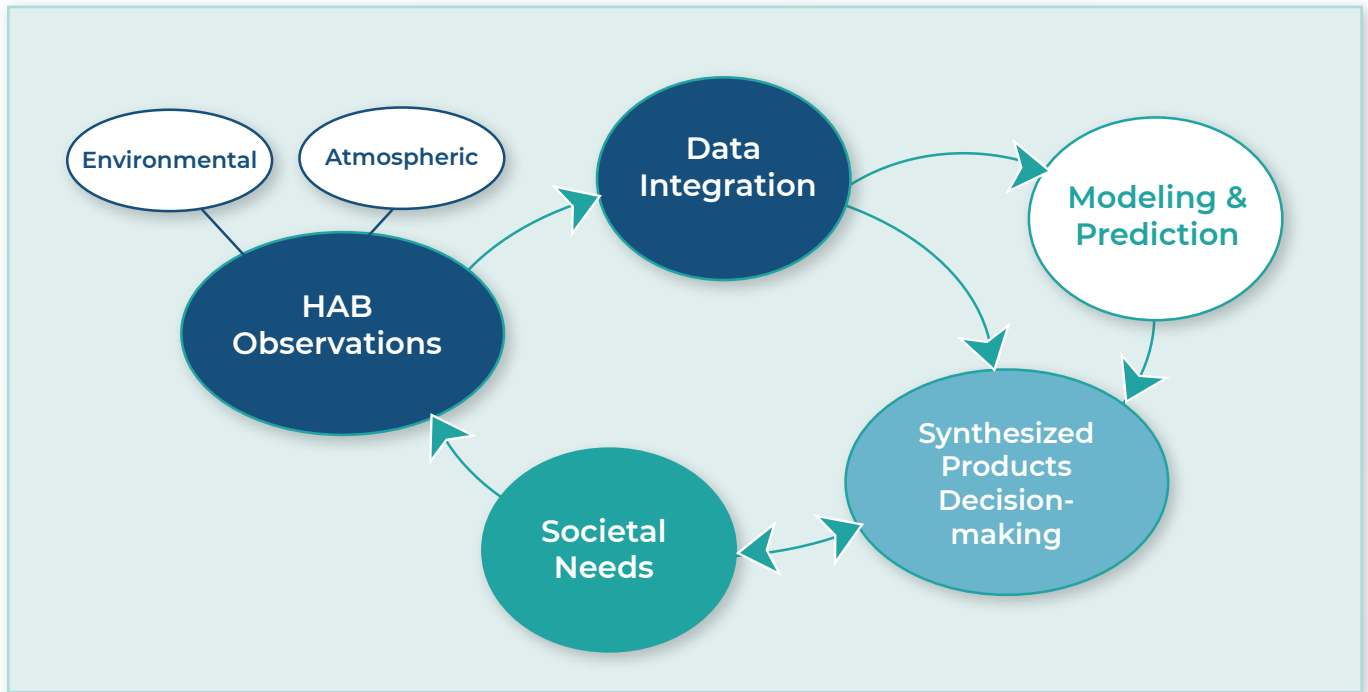 Environmental
Atmospheric
HAB
Observations
Data
Integration
Modeling &
Prediction
Synthesized
Products
Decision-
making
Societal
Needs